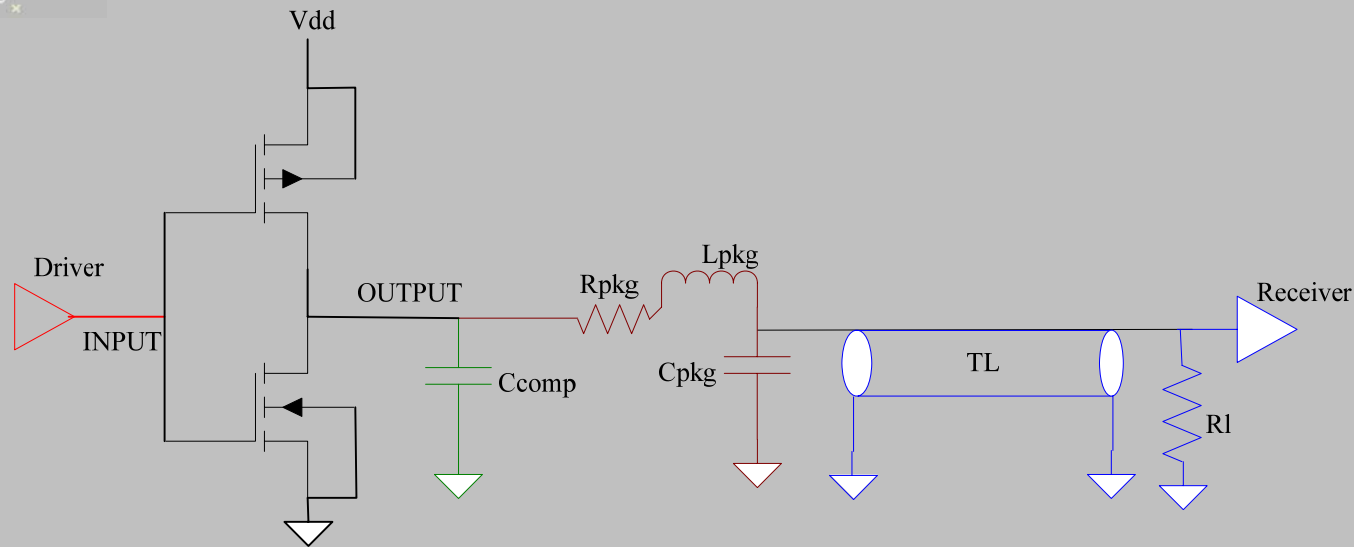 Vdd
Driver
INPUT
OUTPUT
Ccomp
Rpkg
Lpkg
Cpkg
TL
Receiver
Rl